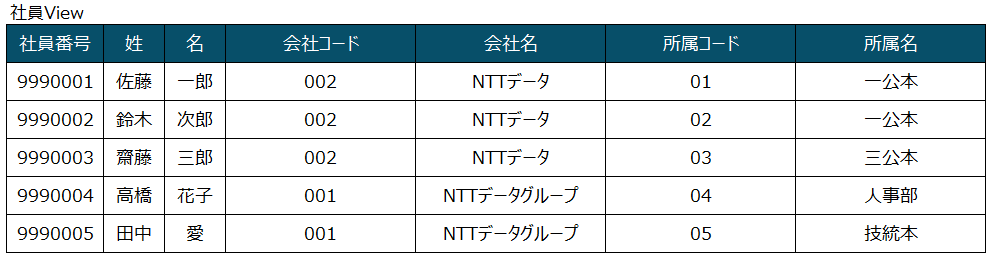 社員View
社員番号 姓 名 会社コード 会社名 所属コード 所属名
9990001 佐藤 一郎 002 NTTデータ 01 一公本
9990002 鈴木 次郎 002 NTTデータ 02 一公本
9990003 齋藤 三郎 002 NTTデータ 03 三公本
9990004 高橋 花子 001 NTTデータグループ 04 人事部
9990005 田中 愛 001 NTTデータグループ 05 技統本